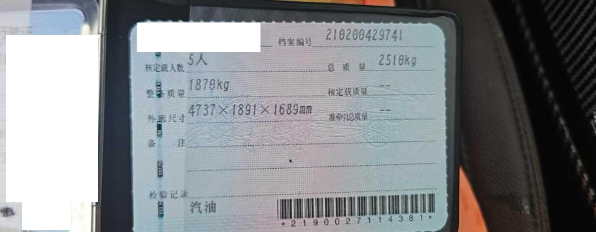 档案编号 210200429741
核定载人数 5人 总质量 2510kg
整备质量 1870kg 核定载质量 --
外廓尺寸 4737×1891×1689mm 准牵引总质量 --
备注
检验记录 汽油
*2190027114381*